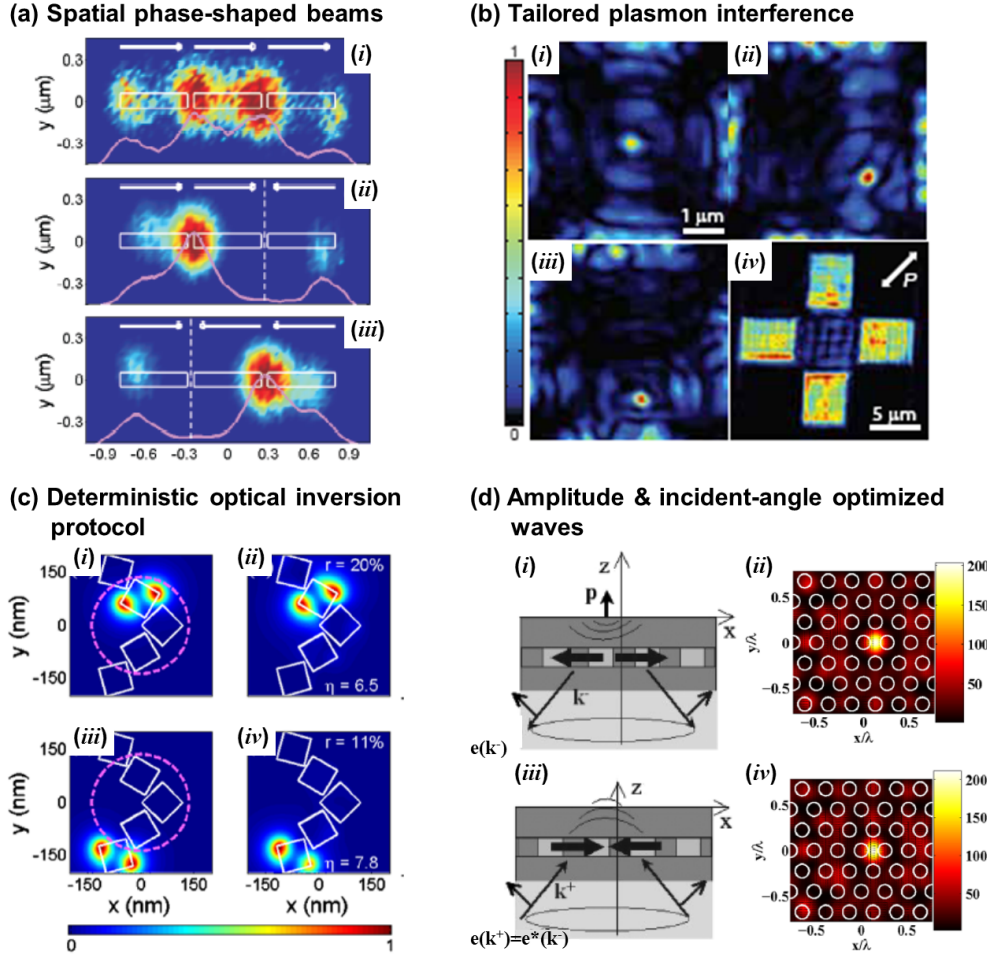 (a) Spatial phase-shaped beams
(i)
y (μm)
0.3
0
-0.3
(ii)
y (μm)
0.3
0
-0.3
(iii)
y (μm)
0.3
0
-0.3
-0.9 -0.6 -0.3 0 0.3 0.6 0.9
(b) Tailored plasmon interference
1
0
(i)
1 μm
(ii)
(iii)
(iv)
P
5 μm
(c) Deterministic optical inversion
protocol
(i)
y (nm)
150
0
-150
(ii)
r = 20%
η = 6.5
(iii)
y (nm)
150
0
-150
-150 0 150
x (nm)
(iv)
r = 11%
η = 7.8
-150 0 150
x (nm)
0 1
(d) Amplitude & incident-angle optimized
waves
(i)
z
p
x
k-
e(k-)
(ii)
y/λ
0.5
0
−0.5
−0.5 0 0.5
x/λ
200
150
100
50
(iii)
z
x
k+
e(k+)=e*(k-)
(iv)
y/λ
0.5
0
−0.5
−0.5 0 0.5
x/λ
200
150
100
50